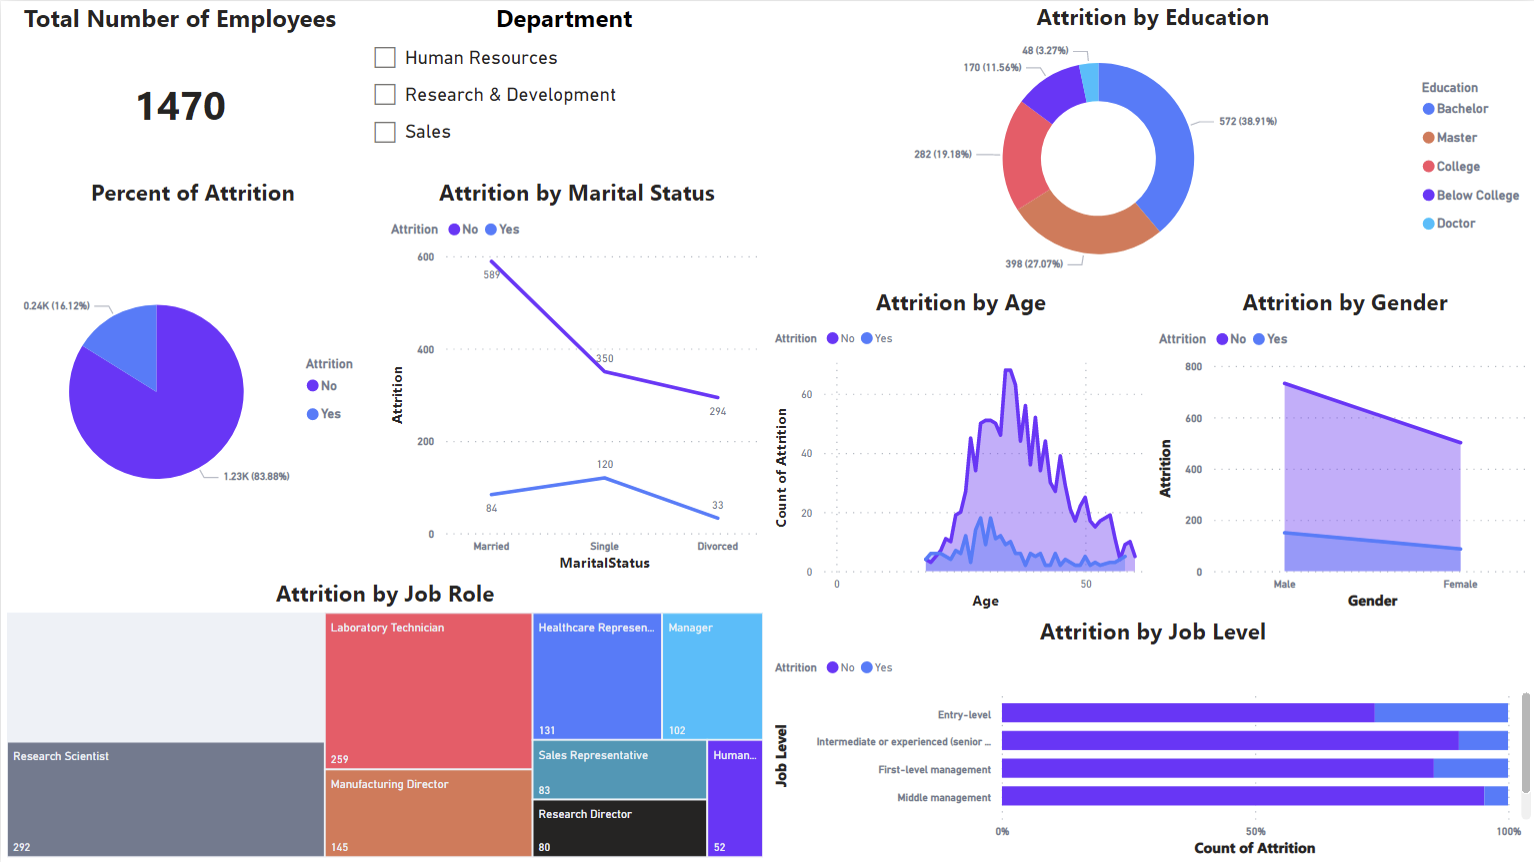 Total Number of Employees
1470
Department
Human Resources
Research & Development
Sales
Attrition by Education
48 (3.27%)
170 (11.56%)
572 (38.91%)
282 (19.18%)
398 (27.07%)
Education
Bachelor
Master
College
Below College
Doctor
Percent of Attrition
0.24K (16.12%)
1.23K (83.88%)
Attrition
No
Yes
Attrition by Marital Status
Attrition No Yes
600
400
200
0
589
350
294
84
120
33
Married Single Divorced
MaritalStatus
Attrition
Attrition by Age
Attrition No Yes
60
40
20
0
0 50
Age
Count of Attrition
Attrition by Gender
Attrition No Yes
800
600
400
200
0
Male Female
Gender
Attrition
Attrition by Job Role
Research Scientist
292
Laboratory Technician
259
Manufacturing Director
145
Healthcare Represen...
131
Manager
102
Sales Representative
83
Research Director
80
Human...
52
Attrition by Job Level
Attrition No Yes
Job Level
Entry-level
Intermediate or experienced (senior ...
First-level management
Middle management
0% 50% 100%
Count of Attrition